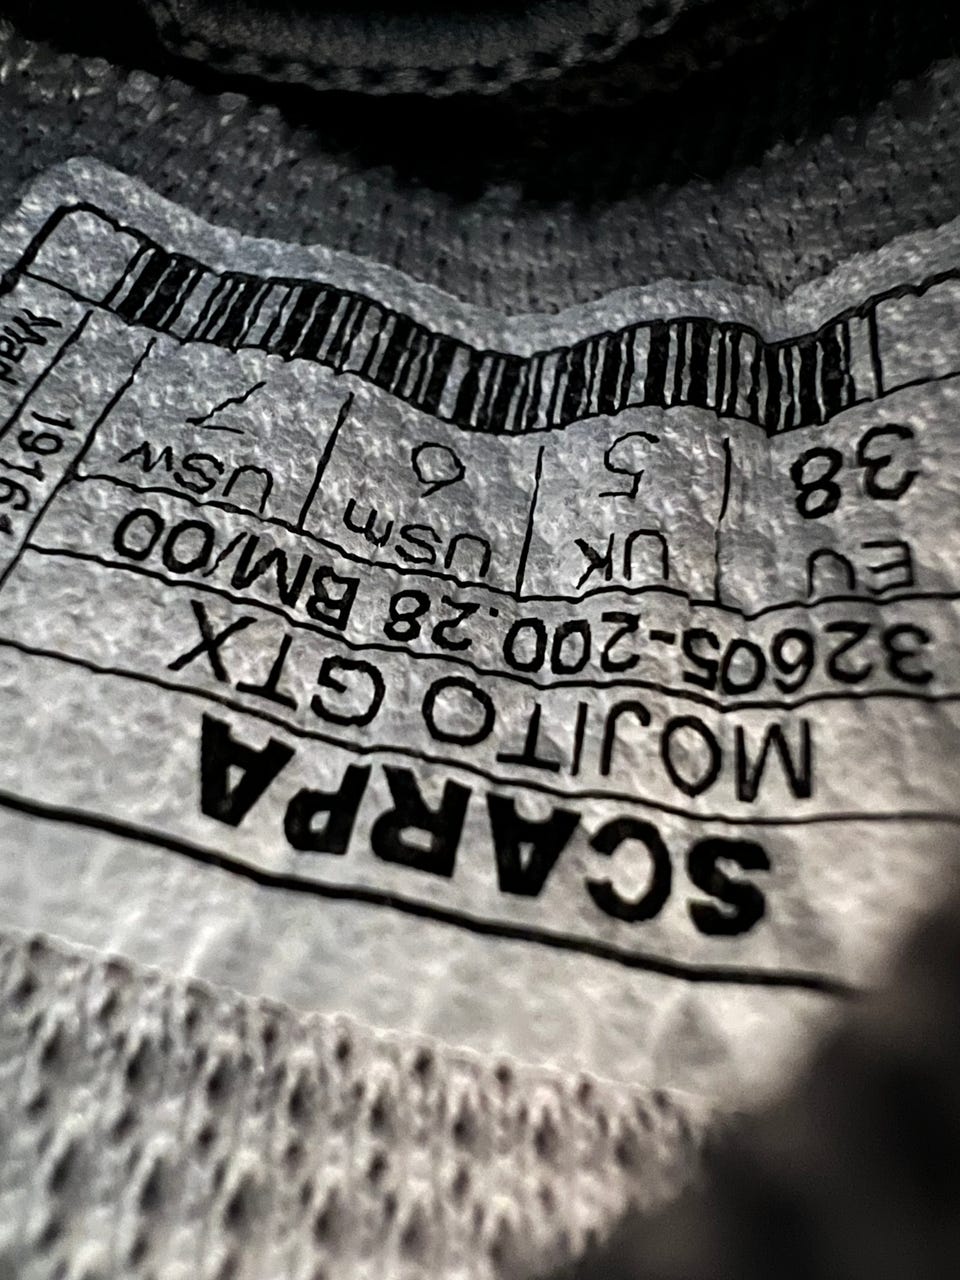 SCARPA
MOJITO GTX
32605-200.28 BM/00
EU UK USm USw
38 5 6 7